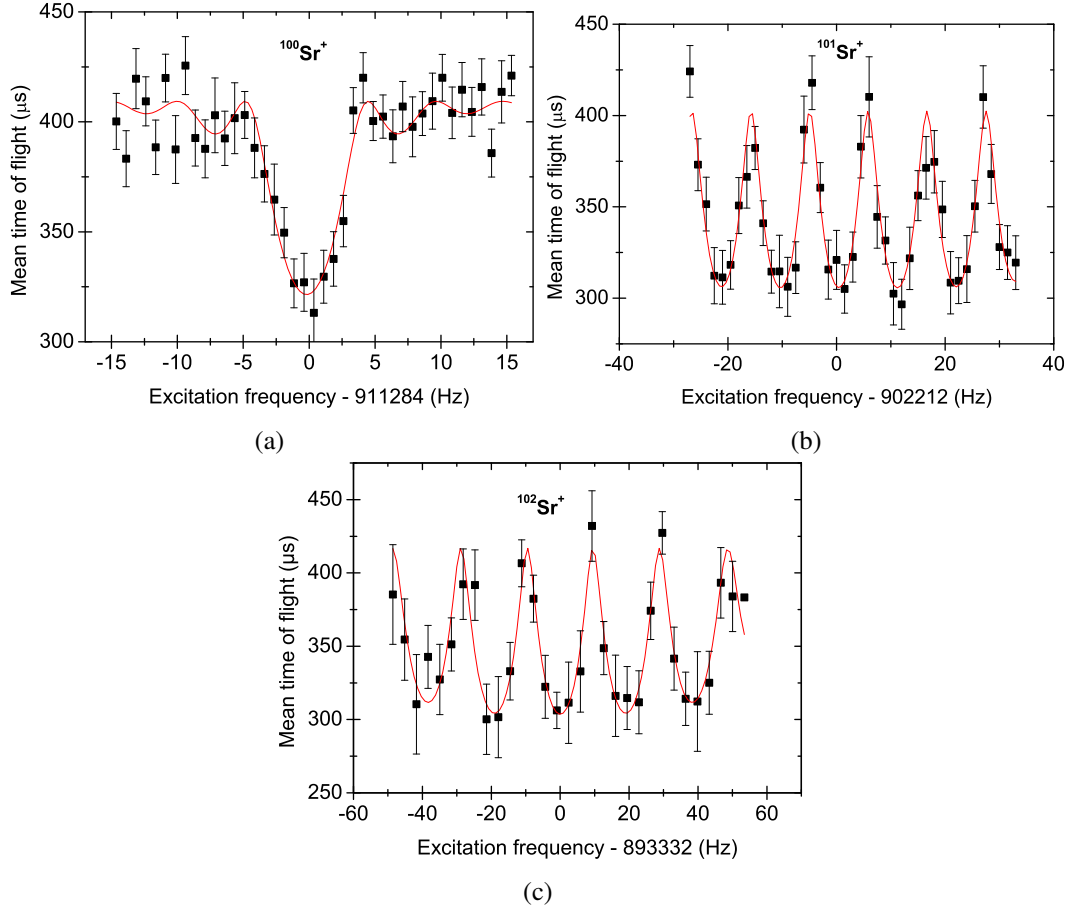 ¹⁰⁰Sr⁺
450
400
350
300
Mean time of flight (µs)
-15 -10 -5 0 5 10 15
Excitation frequency - 911284 (Hz)
(a)
¹⁰¹Sr⁺
450
400
350
300
Mean time of flight (µs)
-40 -20 0 20 40
Excitation frequency - 902212 (Hz)
(b)
¹⁰²Sr⁺
450
400
350
300
250
Mean time of flight (µs)
-60 -40 -20 0 20 40 60
Excitation frequency - 893332 (Hz)
(c)